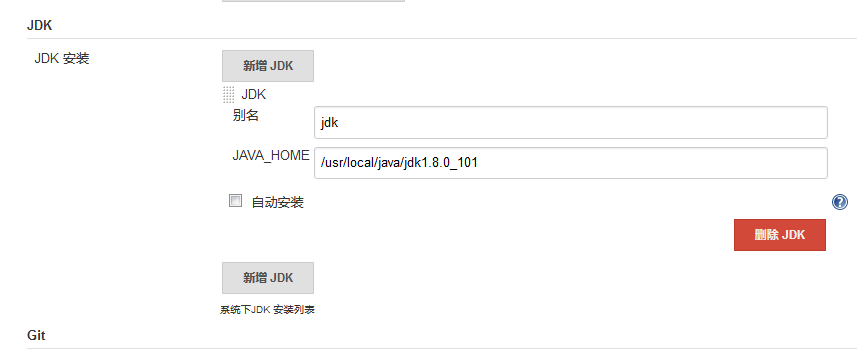 JDK
JDK 安装
新增 JDK
JDK
别名
jdk
JAVA_HOME
/usr/local/java/jdk1.8.0_101
自动安装
?
删除 JDK
新增 JDK
系统下JDK 安装列表
Git